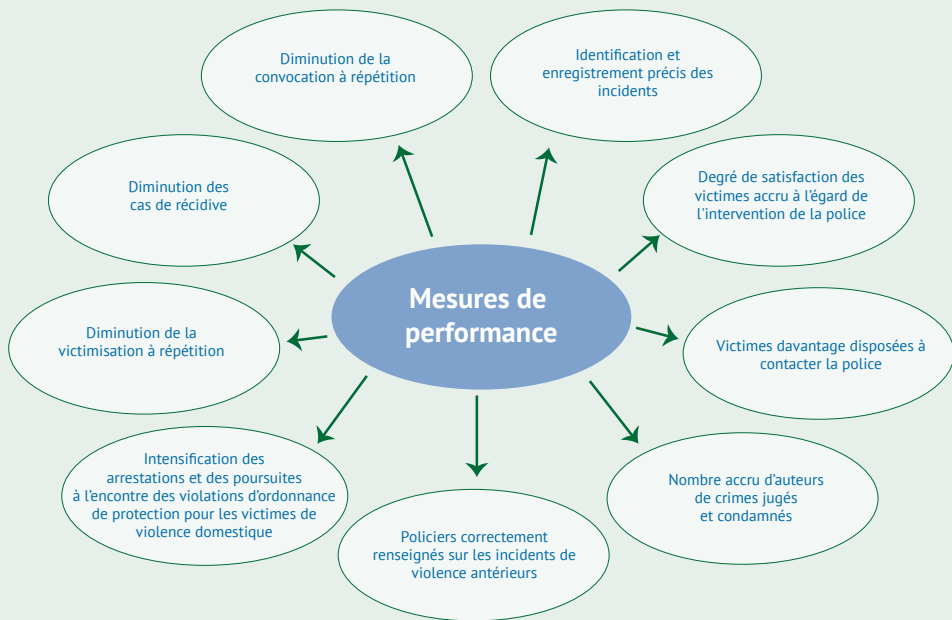 Diminution de la
convocation à répétition
Identification et
enregistrement précis des
incidents
Diminution des
cas de récidive
Degré de satisfaction des
victimes accru à l'égard de
l'intervention de la police
Mesures de
performance
Diminution de la
victimisation à répétition
Victimes davantage disposées à
contacter la police
Intensification des
arrestations et des poursuites
à l'encontre des violations d'ordonnance
de protection pour les victimes de
violence domestique
Nombre accru d'auteurs
de crimes jugés
et condamnés
Policiers correctement
renseignés sur les incidents de
violence antérieurs